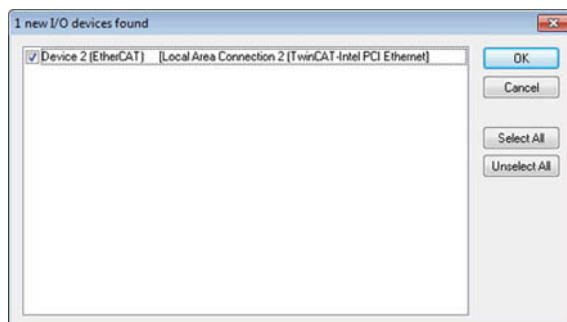 1 new I/O devices found
Device 2 (EtherCAT) [Local Area Connection 2 (TwinCAT-Intel PCI Ethernet]
OK
Cancel
Select All
Unselect All